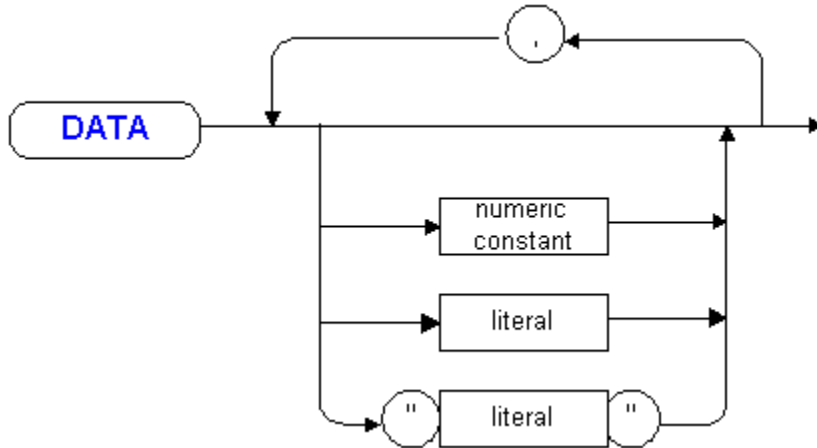 ,
DATA
numeric
constant
literal
" literal "